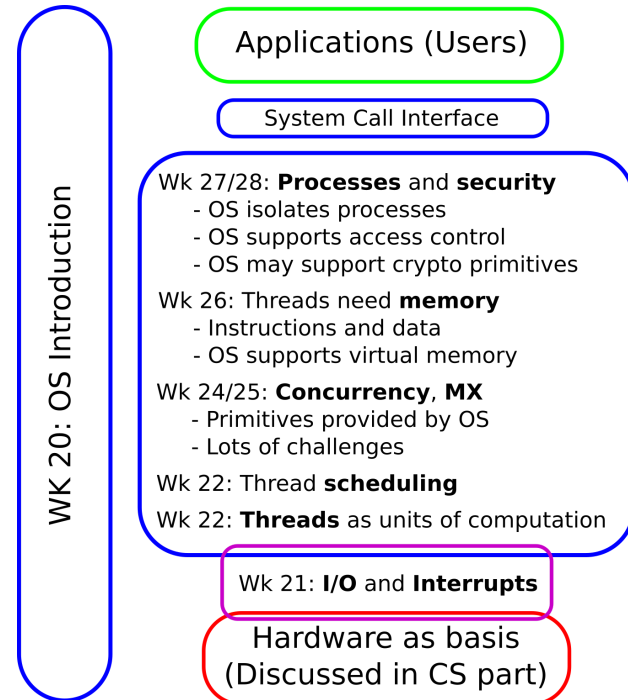 WK 20: OS Introduction
Applications (Users)
System Call Interface
Wk 27/28: Processes and security
- OS isolates processes
- OS supports access control
- OS may support crypto primitives
Wk 26: Threads need memory
- Instructions and data
- OS supports virtual memory
Wk 24/25: Concurrency, MX
- Primitives provided by OS
- Lots of challenges
Wk 22: Thread scheduling
Wk 22: Threads as units of computation
Wk 21: I/O and Interrupts
Hardware as basis
(Discussed in CS part)